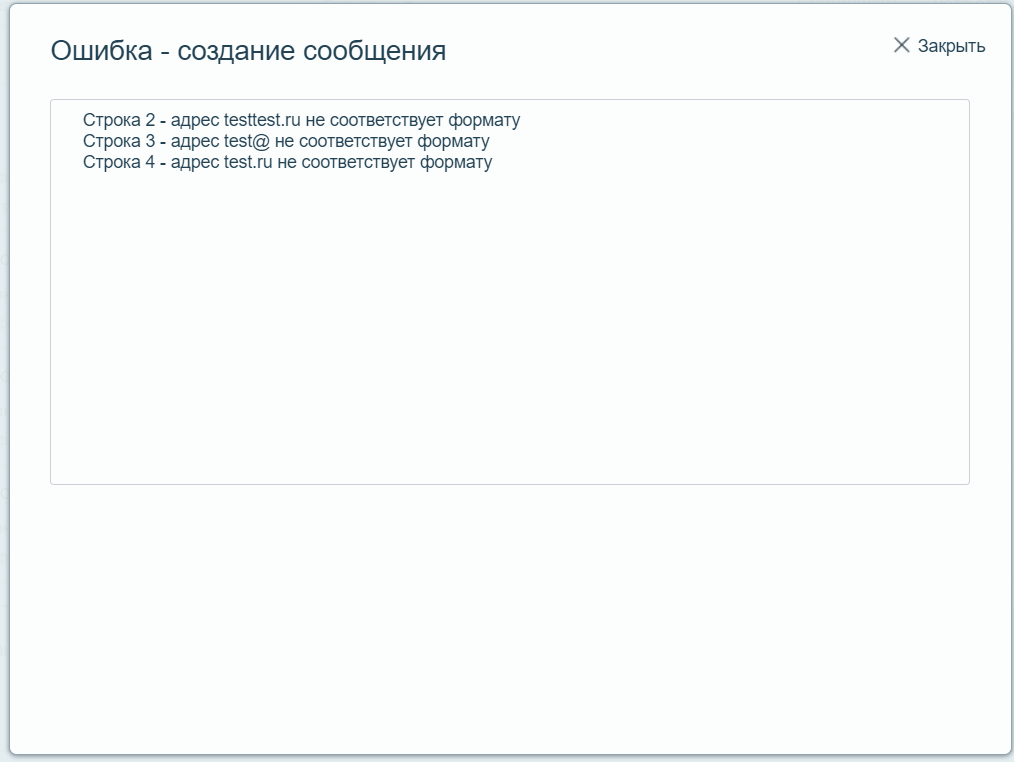 Ошибка - создание сообщения
Закрыть
Строка 2 - адрес testtest.ru не соответствует формату
Строка 3 - адрес test@ не соответствует формату
Строка 4 - адрес test.ru не соответствует формату